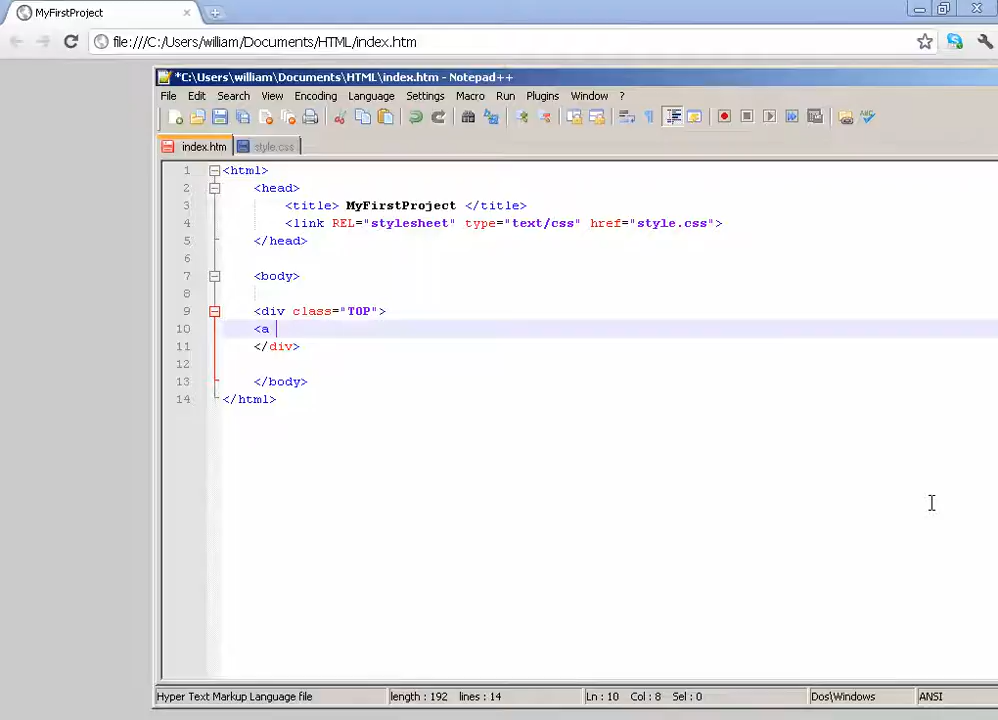 MyFirstProject
file:///C:/Users/william/Documents/HTML/index.htm
*C:\Users\william\Documents\HTML\index.htm - Notepad++
File Edit Search View Encoding Language Settings Macro Run Plugins Window ?
index.htm style.css
1 <html>
2 <head>
3 <title> MyFirstProject </title>
4 <link REL="stylesheet" type="text/css" href="style.css">
5 </head>
6
7 <body>
8
9 <div class="TOP">
10 <a
11 </div>
12
13 </body>
14 </html>
Hyper Text Markup Language file length : 192 lines : 14 Ln : 10 Col : 8 Sel : 0 Dos\Windows ANSI